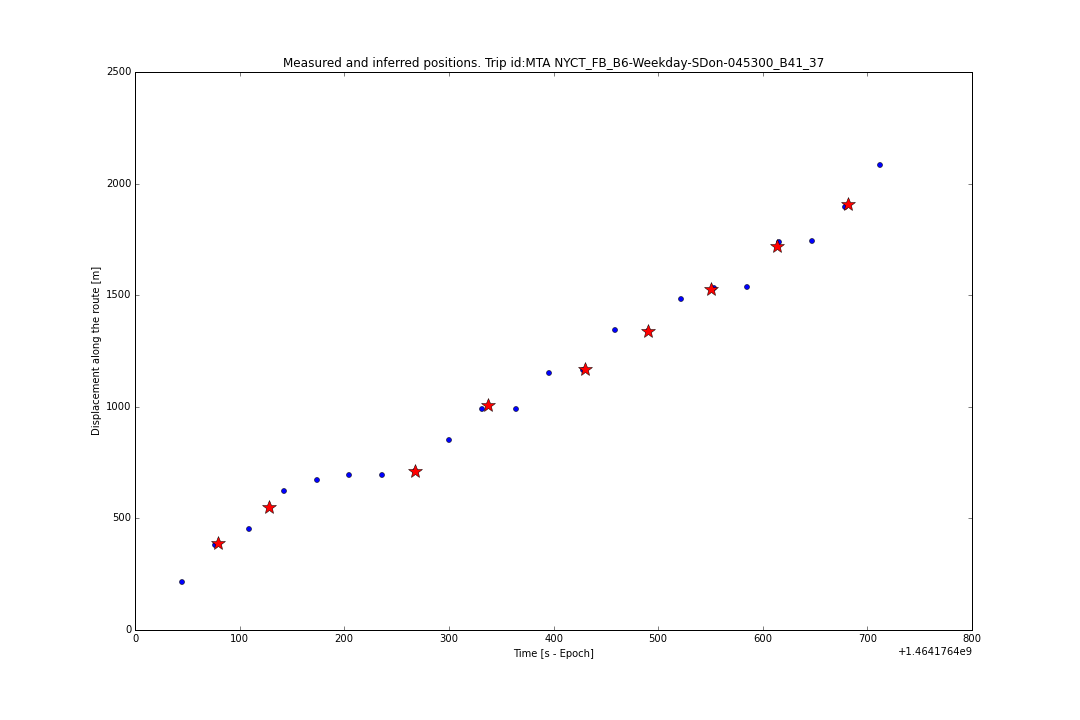 Measured and inferred positions. Trip id:MTA NYCT_FB_B6-Weekday-SDon-045300_B41_37
2500
2000
1500
1000
500
0
Displacement along the route [m]
0 100 200 300 400 500 600 700 800
Time [s - Epoch]
+1.4641764e9